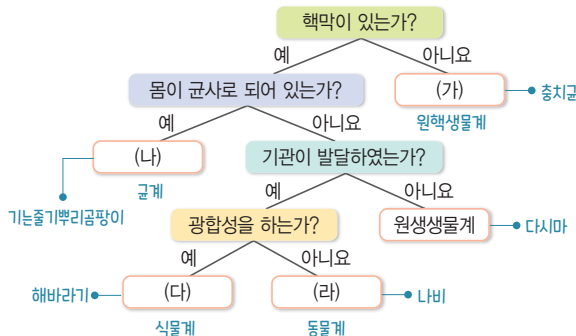 핵막이 있는가?
예 아니요
몸이 균사로 되어 있는가? (가) 충치균
원핵생물계
예 아니요
(나) 기관이 발달하였는가?
균계
예 아니요
기는줄기뿌리곰팡이
광합성을 하는가? 원생생물계 다시마
예 아니요
해바라기 (다) (라) 나비
식물계 동물계